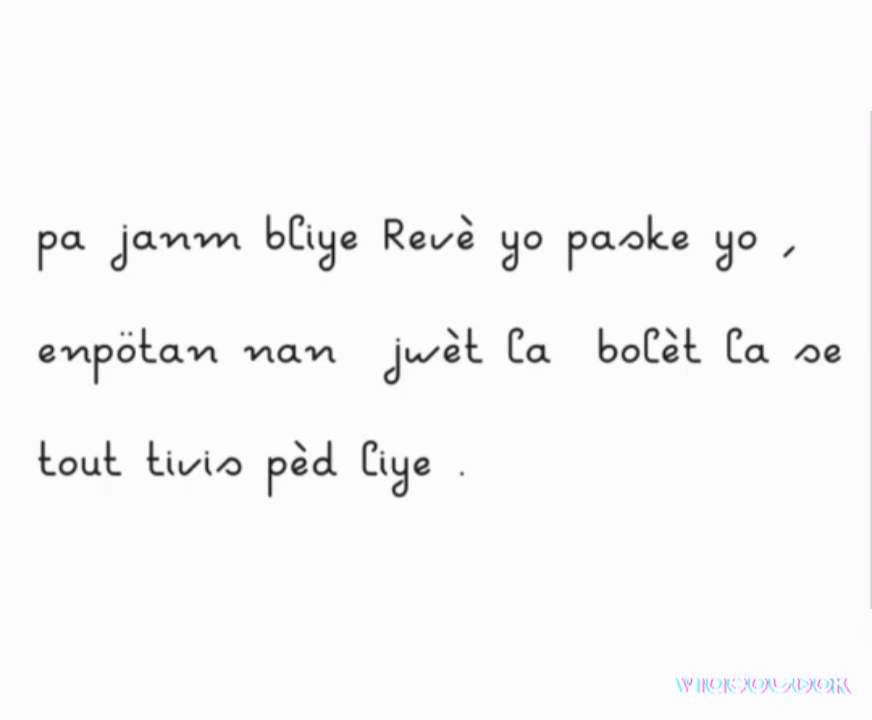 pa janm bliye Revè yo paske yo ,
enpötan nan jwèt la bolèt la se
tout tivis pèd liye .